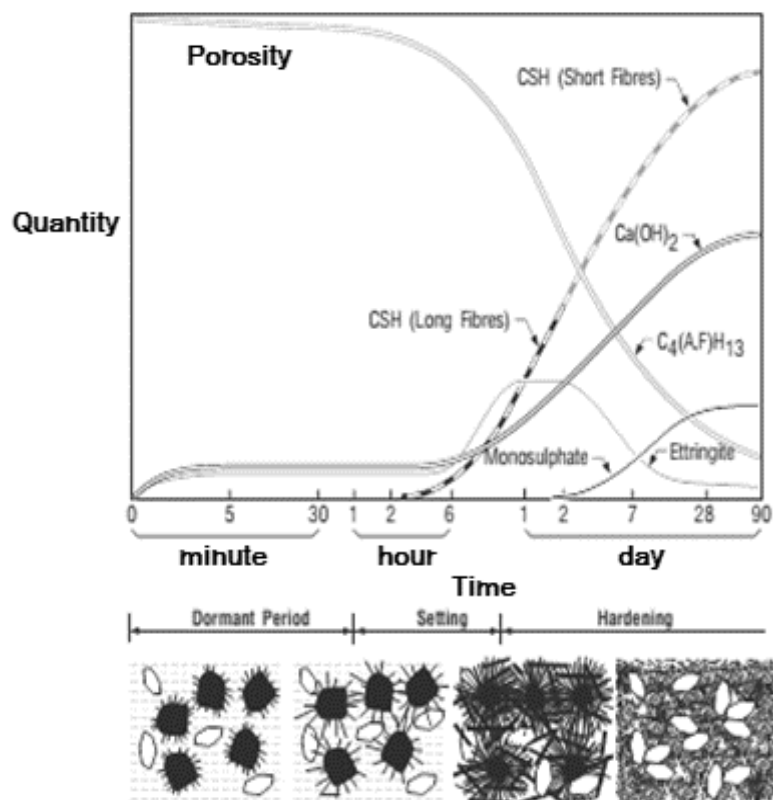 Porosity
CSH (Short Fibres)
Quantity
Ca(OH)2
CSH (Long Fibres)
C4(A,F)H13
Monosulphate
Ettringite
0 5 30 1 2 6 1 2 7 28 90
minute hour day
Time
Dormant Period Setting Hardening